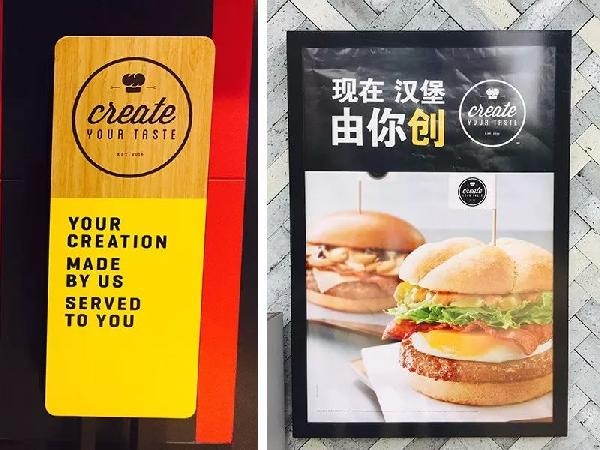 create
YOUR TASTE
YOUR
CREATION
MADE
BY US
SERVED
TO YOU
现在 汉堡
由你创
create
YOUR TASTE
create